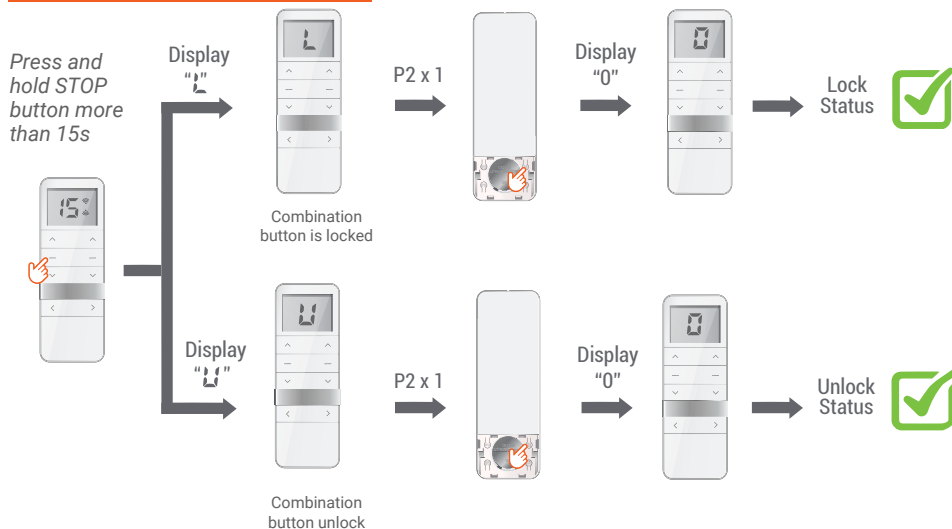 Press and
hold STOP
button more
than 15s
15
Display
"L"
L
Combination
button is locked
P2 x 1
Display
"0"
0
Lock
Status
Display
"U"
U
Combination
button unlock
P2 x 1
Display
"0"
0
Unlock
Status